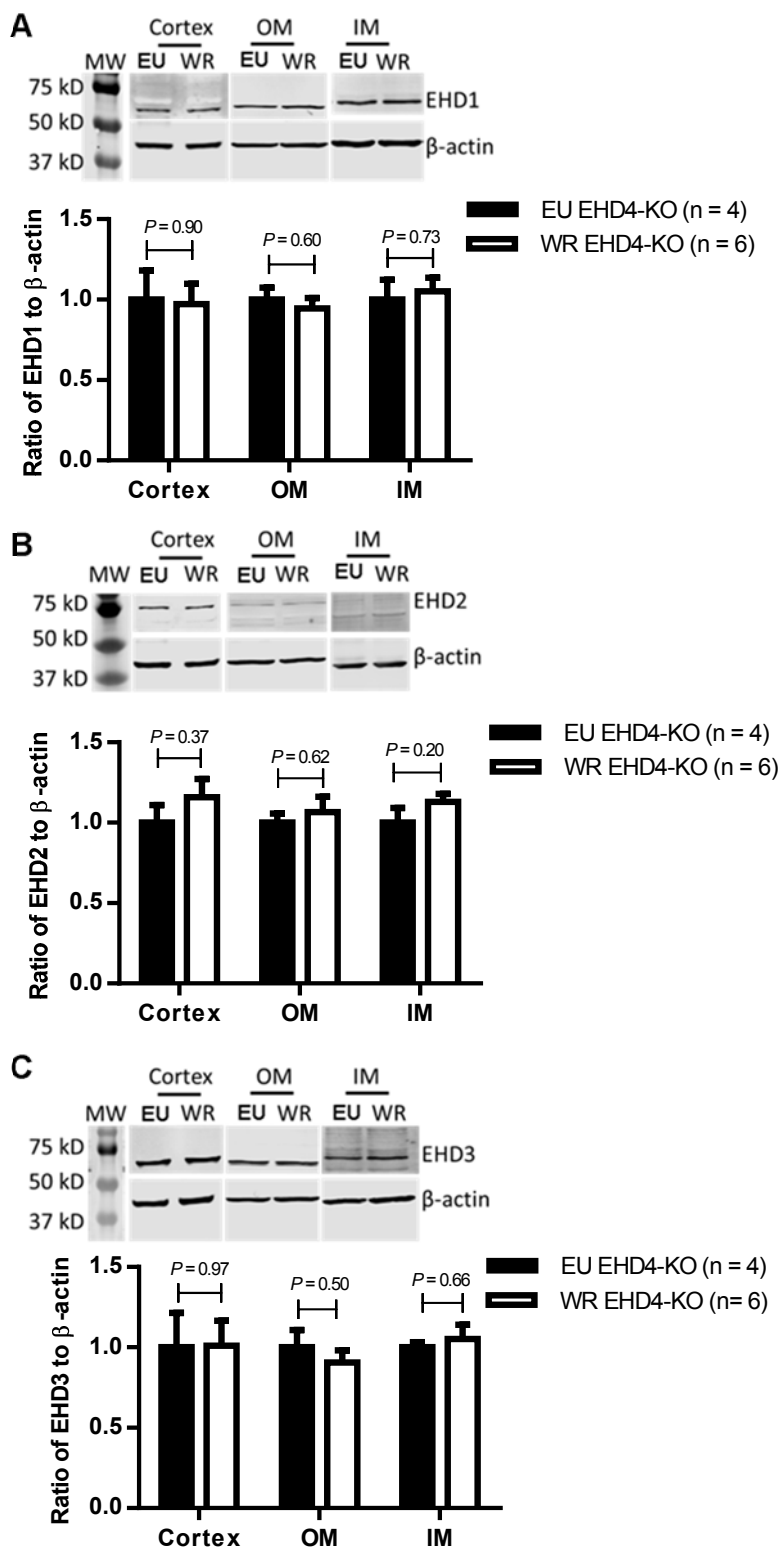 A
Cortex OM IM
MW EU WR EU WR EU WR
75 kD
EHD1
50 kD
β-actin
37 kD
EU EHD4-KO (n = 4)
WR EHD4-KO (n = 6)
1.5
P = 0.90
P = 0.60
P = 0.73
1.0
0.5
0.0
Ratio of EHD1 to β -actin
Cortex OM IM
B
Cortex OM IM
MW EU WR EU WR EU WR
75 kD
EHD2
50 kD
β-actin
37 kD
EU EHD4-KO (n = 4)
WR EHD4-KO (n = 6)
1.5
P = 0.37
P = 0.62
P = 0.20
1.0
0.5
0.0
Ratio of EHD2 to β -actin
Cortex OM IM
C
Cortex OM IM
MW EU WR EU WR EU WR
75 kD
EHD3
50 kD
β-actin
37 kD
EU EHD4-KO (n = 4)
WR EHD4-KO (n= 6)
1.5
P = 0.97
P = 0.50
P = 0.66
1.0
0.5
0.0
Ratio of EHD3 to β -actin
Cortex OM IM